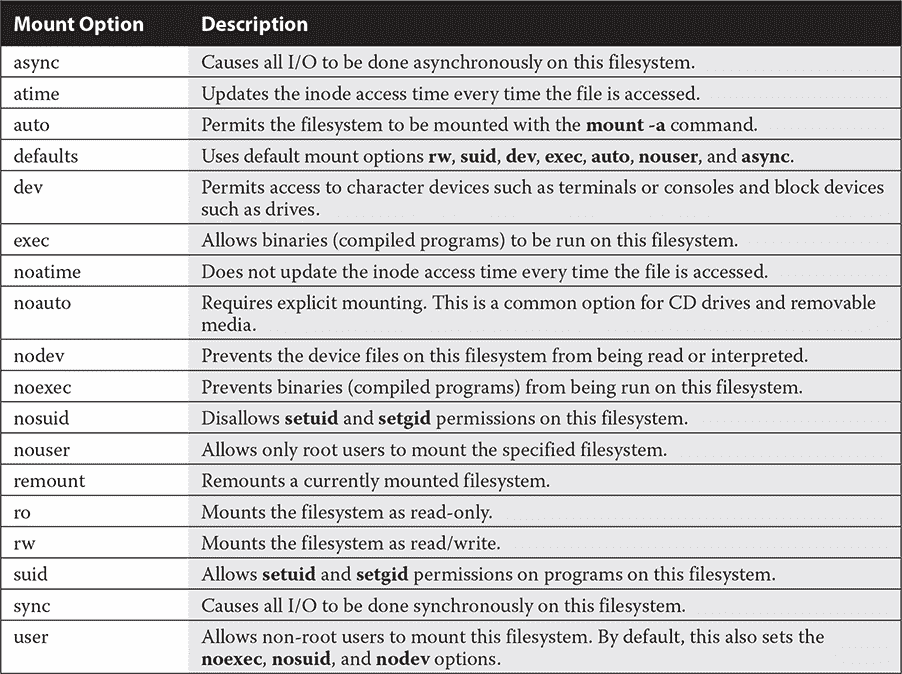 Mount Option Description
async Causes all I/O to be done asynchronously on this filesystem.
atime Updates the inode access time every time the file is accessed.
auto Permits the filesystem to be mounted with the mount -a command.
defaults Uses default mount options rw, suid, dev, exec, auto, nouser, and async.
dev Permits access to character devices such as terminals or consoles and block devices
such as drives.
exec Allows binaries (compiled programs) to be run on this filesystem.
noatime Does not update the inode access time every time the file is accessed.
noauto Requires explicit mounting. This is a common option for CD drives and removable
media.
nodev Prevents the device files on this filesystem from being read or interpreted.
noexec Prevents binaries (compiled programs) from being run on this filesystem.
nosuid Disallows setuid and setgid permissions on this filesystem.
nouser Allows only root users to mount the specified filesystem.
remount Remounts a currently mounted filesystem.
ro Mounts the filesystem as read-only.
rw Mounts the filesystem as read/write.
suid Allows setuid and setgid permissions on programs on this filesystem.
sync Causes all I/O to be done synchronously on this filesystem.
user Allows non-root users to mount this filesystem. By default, this also sets the
noexec, nosuid, and nodev options.